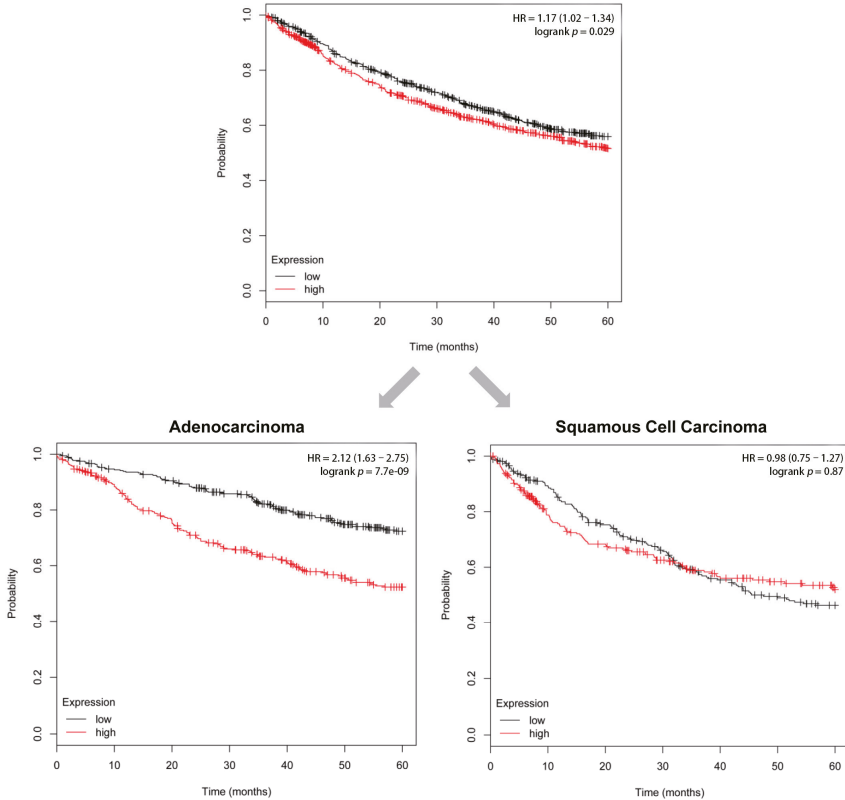 HR = 1.17 (1.02 − 1.34)
logrank p = 0.029
1.0
0.8
0.6
0.4
0.2
0.0
Probability
Expression
low
high
0 10 20 30 40 50 60
Time (months)
Adenocarcinoma
HR = 2.12 (1.63 − 2.75)
logrank p = 7.7e-09
1.0
0.8
0.6
0.4
0.2
0.0
Probability
Expression
low
high
0 10 20 30 40 50 60
Time (months)
Squamous Cell Carcinoma
HR = 0.98 (0.75 − 1.27)
logrank p = 0.87
1.0
0.8
0.6
0.4
0.2
0.0
Probability
Expression
low
high
0 10 20 30 40 50 60
Time (months)